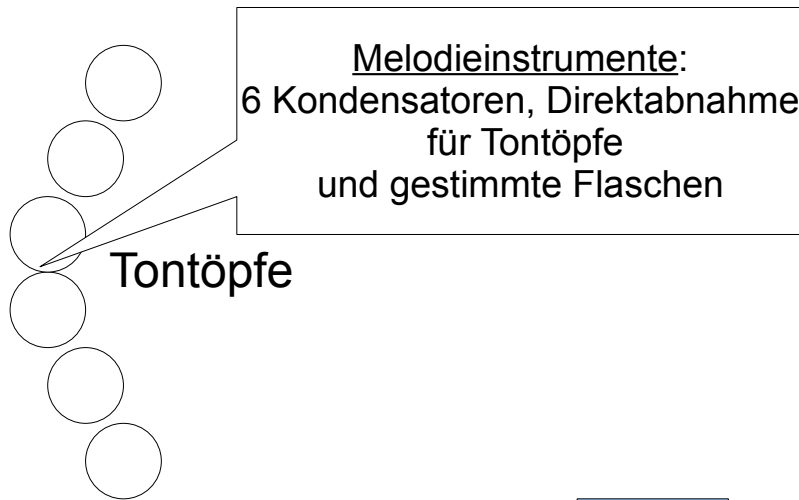 Melodieinstrumente:
6 Kondensatoren, Direktabnahme
für Tontöpfe
und gestimmte Flaschen
Tontöpfe